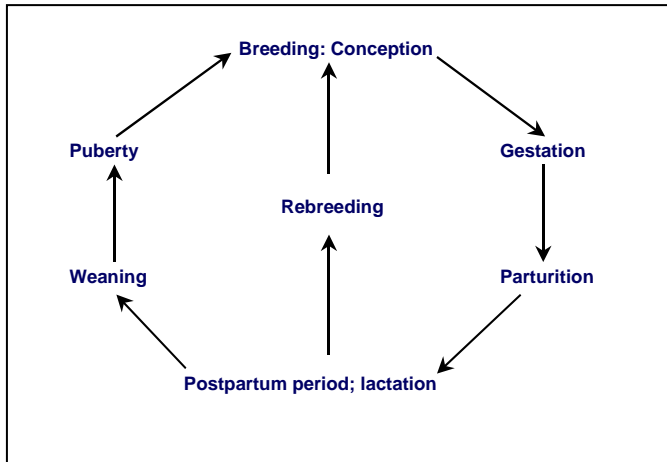 Breeding: Conception
Puberty
Gestation
Rebreeding
Weaning
Parturition
Postpartum period; lactation